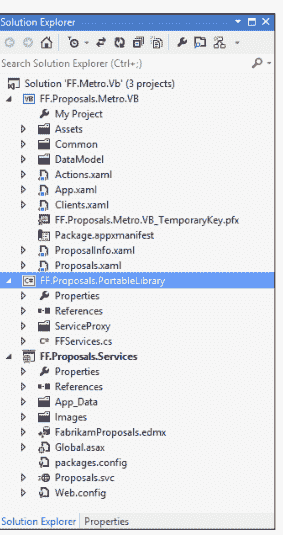 Solution Explorer
Search Solution Explorer (Ctrl+;)
Solution 'FF.Metro.Vb' (3 projects)
VB FF.Proposals.Metro.VB
My Project
Assets
Common
DataModel
Actions.xaml
App.xaml
Clients.xaml
FF.Proposals.Metro.VB_TemporaryKey.pfx
Package.appxmanifest
ProposalInfo.xaml
Proposals.xaml
C# FF.Proposals.PortableLibrary
Properties
References
ServiceProxy
C# FFServices.cs
FF.Proposals.Services
Properties
References
App_Data
Images
FabrikamProposals.edmx
Global.asax
packages.config
Proposals.svc
Web.config
Solution Explorer Properties